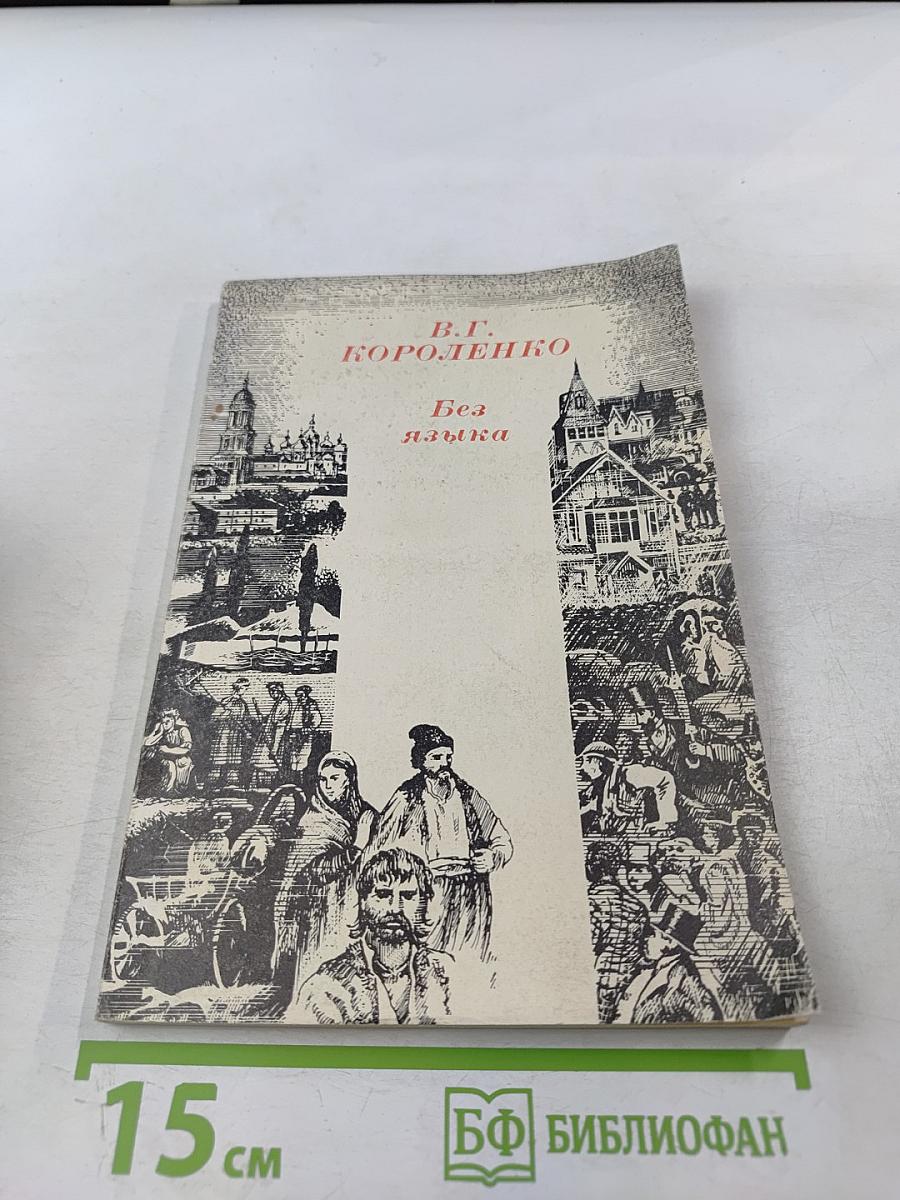 В.Г.
КОРОЛЕНКО
Без
языка
15 см
БФ БИБЛИОФАН